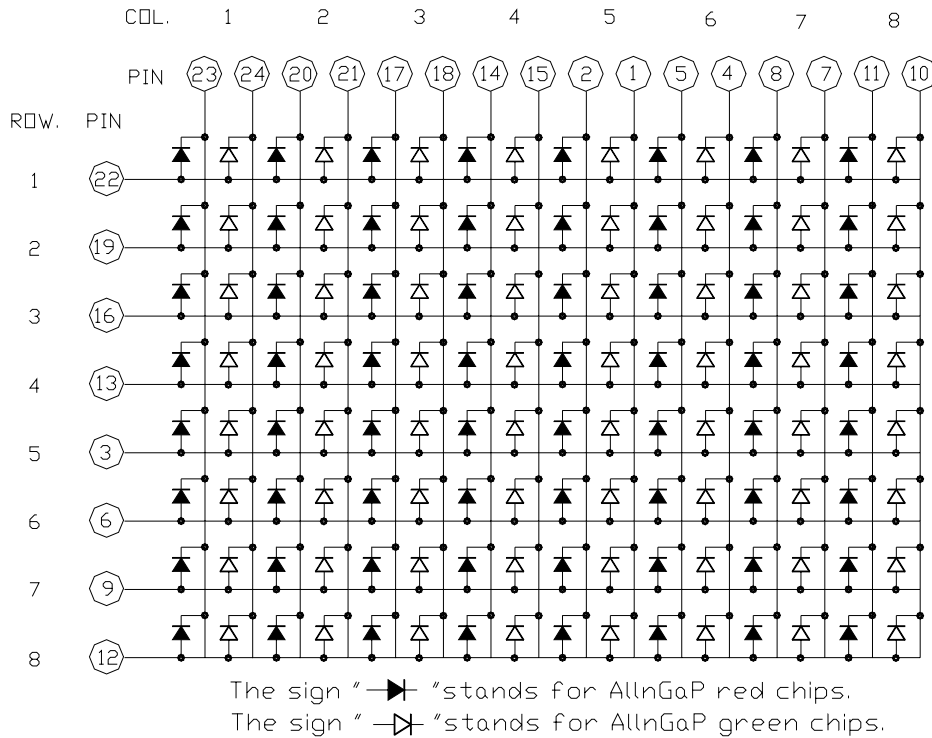 COL. 1 2 3 4 5 6 7 8
PIN 23 24 20 21 17 18 14 15 2 1 5 4 8 7 11 10
ROW. PIN
1 22
2 19
3 16
4 13
5 3
6 6
7 9
8 12
The sign " "stands for AllnGaP red chips.
The sign " "stands for AllnGaP green chips.